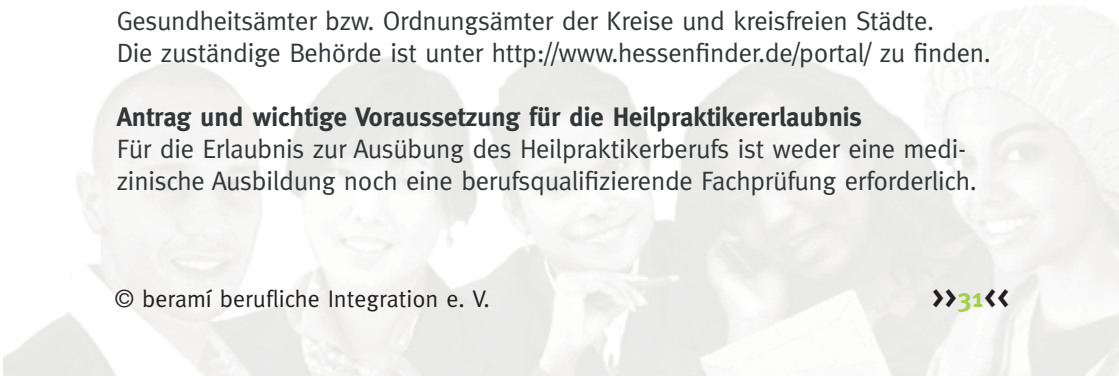 Gesundheitsämter bzw. Ordnungsämter der Kreise und kreisfreien Städte.
Die zuständige Behörde ist unter http://www.hessenfinder.de/portal/ zu finden.
Antrag und wichtige Voraussetzung für die Heilpraktikererlaubnis
Für die Erlaubnis zur Ausübung des Heilpraktikerberufs ist weder eine medi-
zinische Ausbildung noch eine berufsqualifizierende Fachprüfung erforderlich.
© beramí berufliche Integration e. V. >>31<<